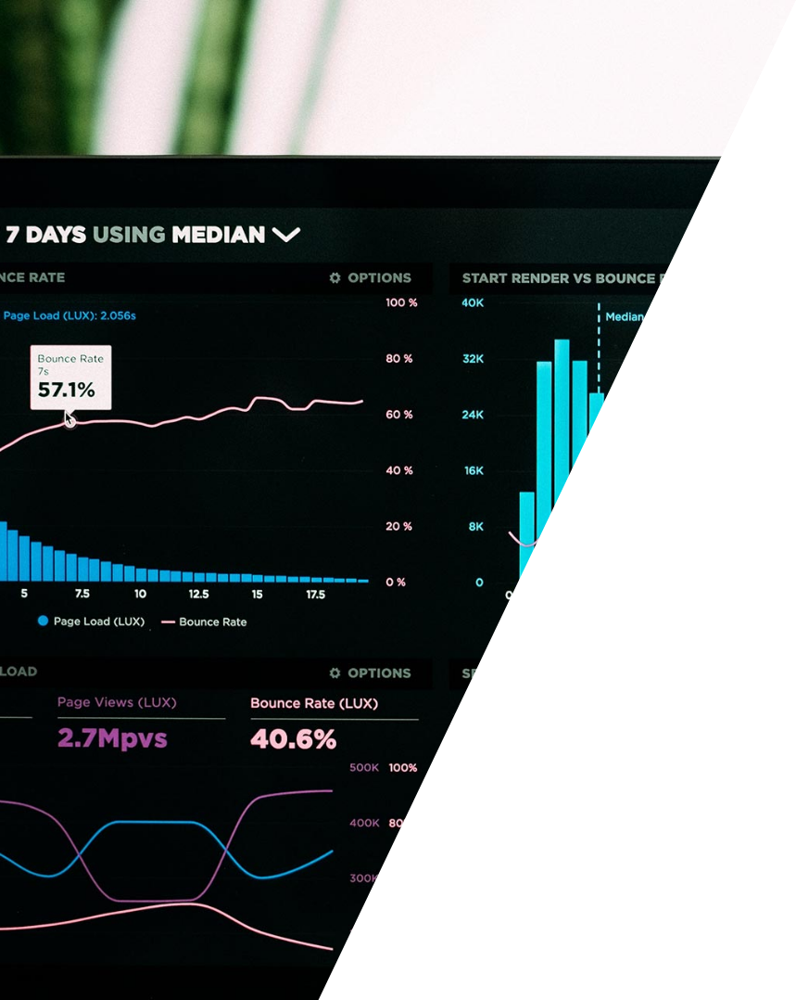 7 DAYS USING MEDIAN
NCE RATE
OPTIONS
Page Load (LUX): 2.056s
Bounce Rate
7s
57.1%
100 %
80 %
60 %
40 %
20 %
0 %
5 7.5 10 12.5 15 17.5
Page Load (LUX) Bounce Rate
START RENDER VS BOUNCE
Median
40K
32K
24K
16K
8K
0
0
LOAD
OPTIONS
Page Views (LUX)
2.7Mpvs
Bounce Rate (LUX)
40.6%
500K 100%
400K 80
300K